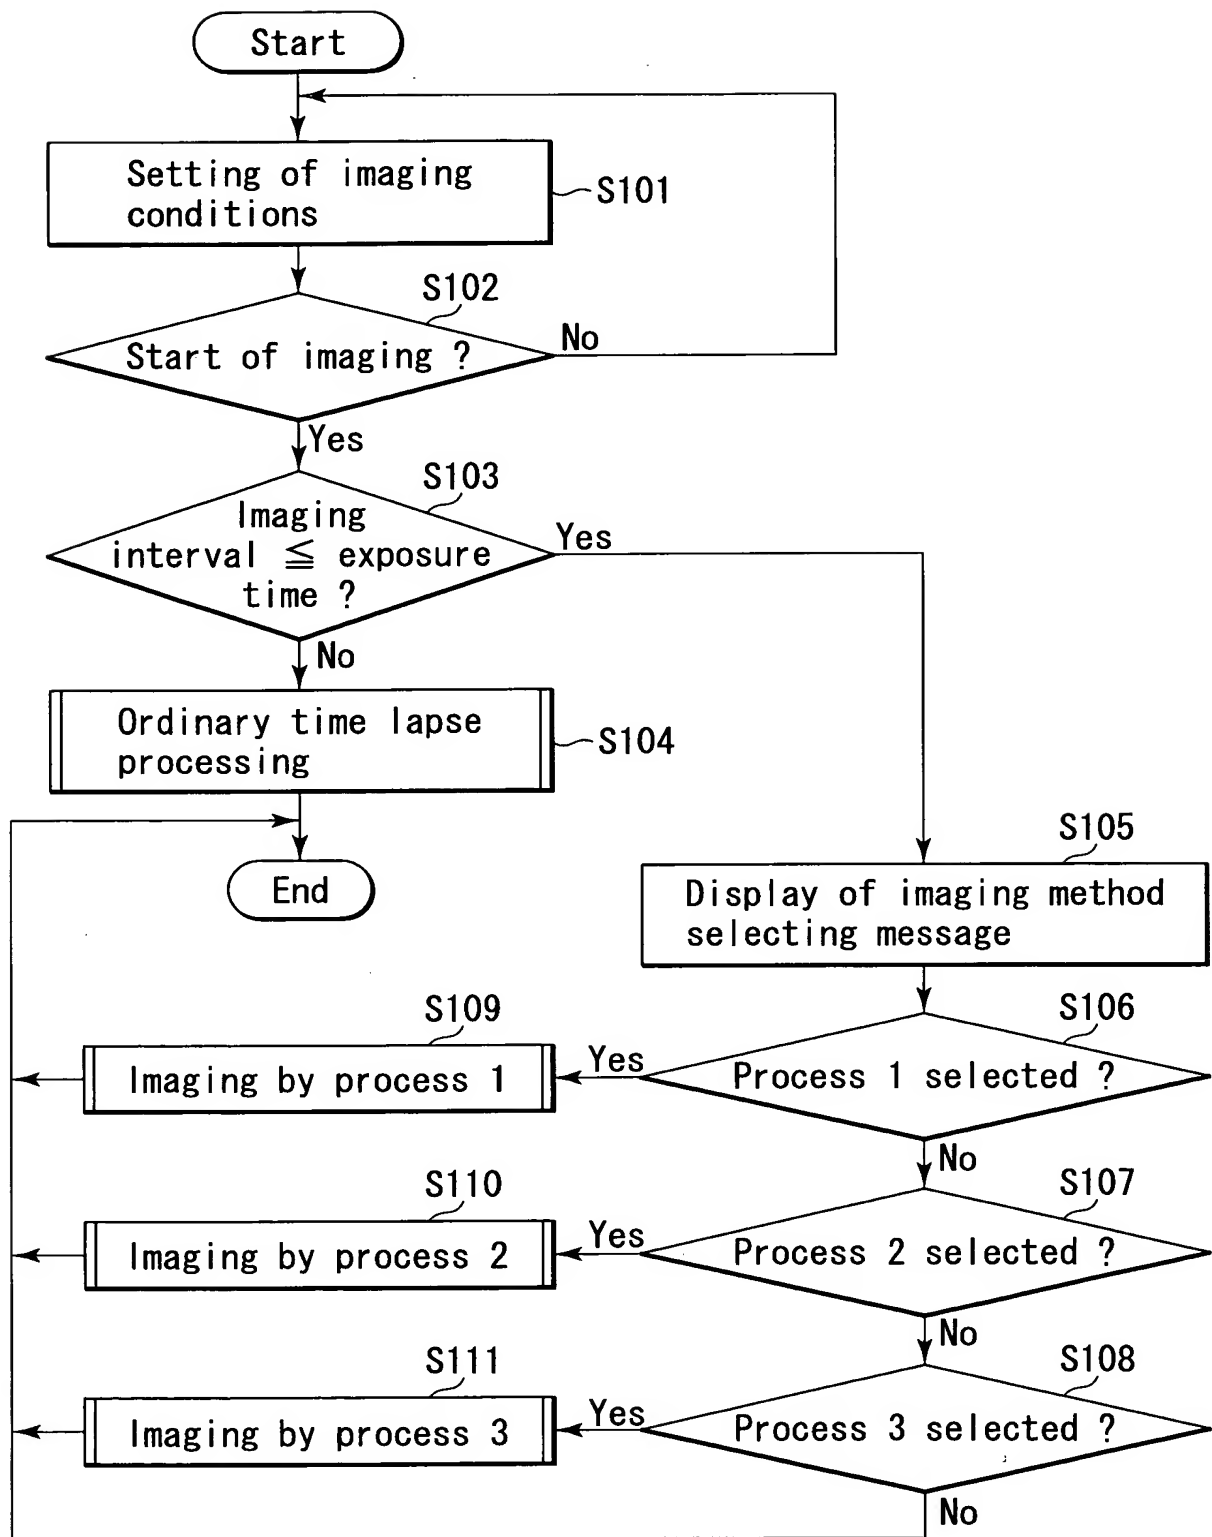 Start
Setting of imaging
conditions
S101
S102
Start of imaging ?
No
Yes
S103
Imaging
interval ≦ exposure
time ?
Yes
No
Ordinary time lapse
processing
S104
End
S105
Display of imaging method
selecting message
S106
Process 1 selected ?
Yes
S109
Imaging by process 1
No
S107
Process 2 selected ?
Yes
S110
Imaging by process 2
No
S108
Process 3 selected ?
Yes
S111
Imaging by process 3
No